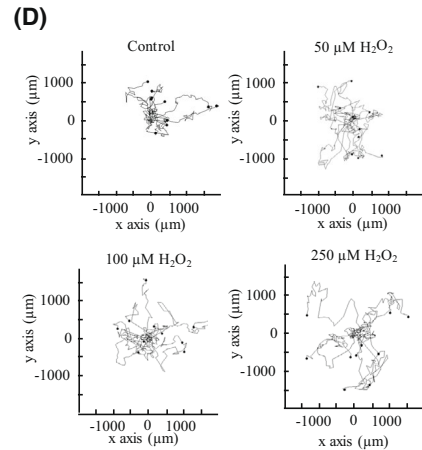 (D)
Control
y axis (µm)
1000
0
-1000
-1000 0 1000
x axis (µm)
50 µM H₂O₂
y axis (µm)
1000
0
-1000
-1000 0 1000
x axis (µm)
100 µM H₂O₂
y axis (µm)
1000
0
-1000
-1000 0 1000
x axis (µm)
250 µM H₂O₂
y axis (µm)
1000
0
-1000
-1000 0 1000
x axis (µm)